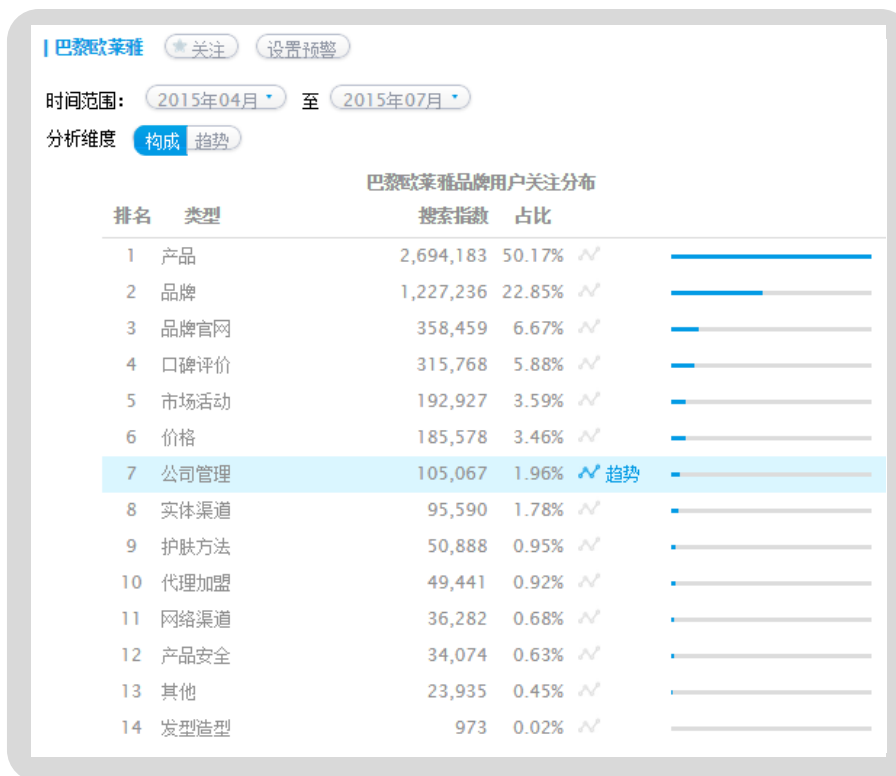 巴黎欧莱雅 关注 设置预警
时间范围： 2015年04月 至 2015年07月
分析维度 构成 趋势
巴黎欧莱雅品牌用户关注分布
排名 类型 搜索指数 占比
1 产品 2,694,183 50.17%
2 品牌 1,227,236 22.85%
3 品牌官网 358,459 6.67%
4 口碑评价 315,768 5.88%
5 市场活动 192,927 3.59%
6 价格 185,578 3.46%
7 公司管理 105,067 1.96% 趋势
8 实体渠道 95,590 1.78%
9 护肤方法 50,888 0.95%
10 代理加盟 49,441 0.92%
11 网络渠道 36,282 0.68%
12 产品安全 34,074 0.63%
13 其他 23,935 0.45%
14 发型造型 973 0.02%